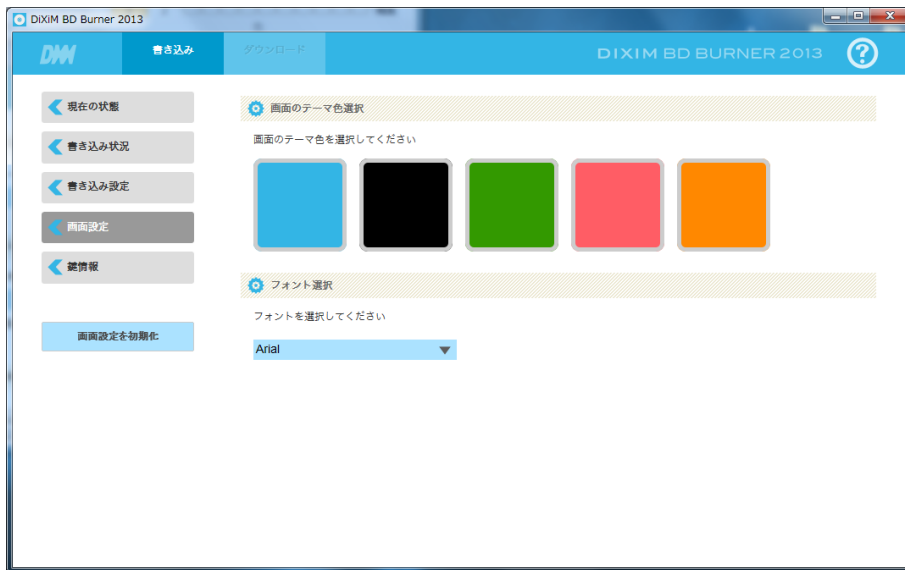 DiXiM BD Burner 2013
DMM
書き込み
ダウンロード
DIXIM BD BURNER 2013
?
現在の状態
書き込み状況
書き込み設定
画面設定
鍵情報
画面設定を初期化
画面のテーマ色選択
画面のテーマ色を選択してください
フォント選択
フォントを選択してください
Arial